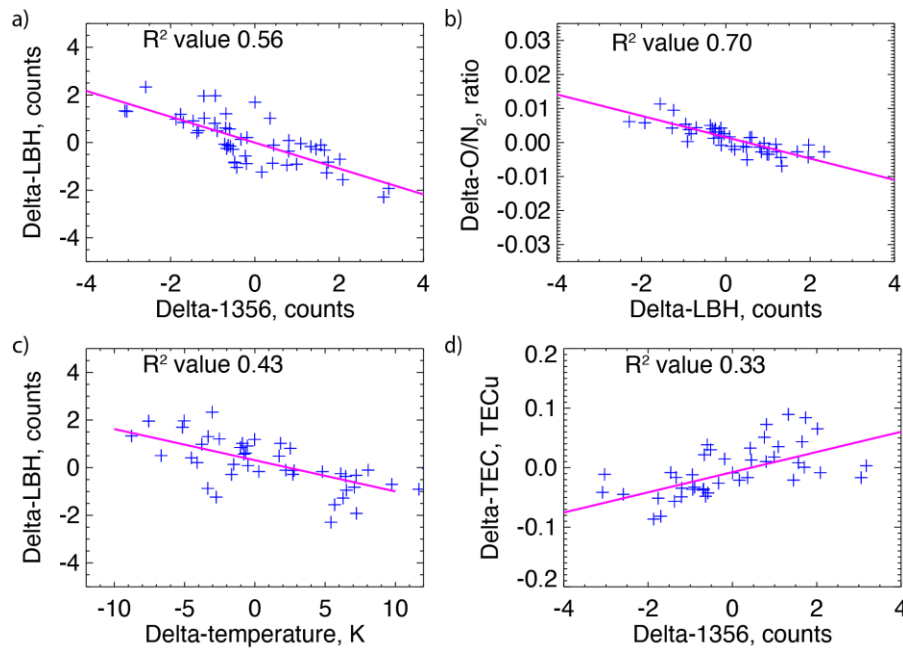 a)
R² value 0.56
4
2
0
-2
-4
Delta-LBH, counts
-4 -2 0 2 4
Delta-1356, counts
b)
R² value 0.70
0.03
0.02
0.01
0.00
-0.01
-0.02
-0.03
Delta-O/N₂, ratio
-4 -2 0 2 4
Delta-LBH, counts
c)
R² value 0.43
4
2
0
-2
-4
Delta-LBH, counts
-10 -5 0 5 10
Delta-temperature, K
d)
R² value 0.33
0.2
0.1
0.0
-0.1
-0.2
Delta-TEC, TECu
-4 -2 0 2 4
Delta-1356, counts